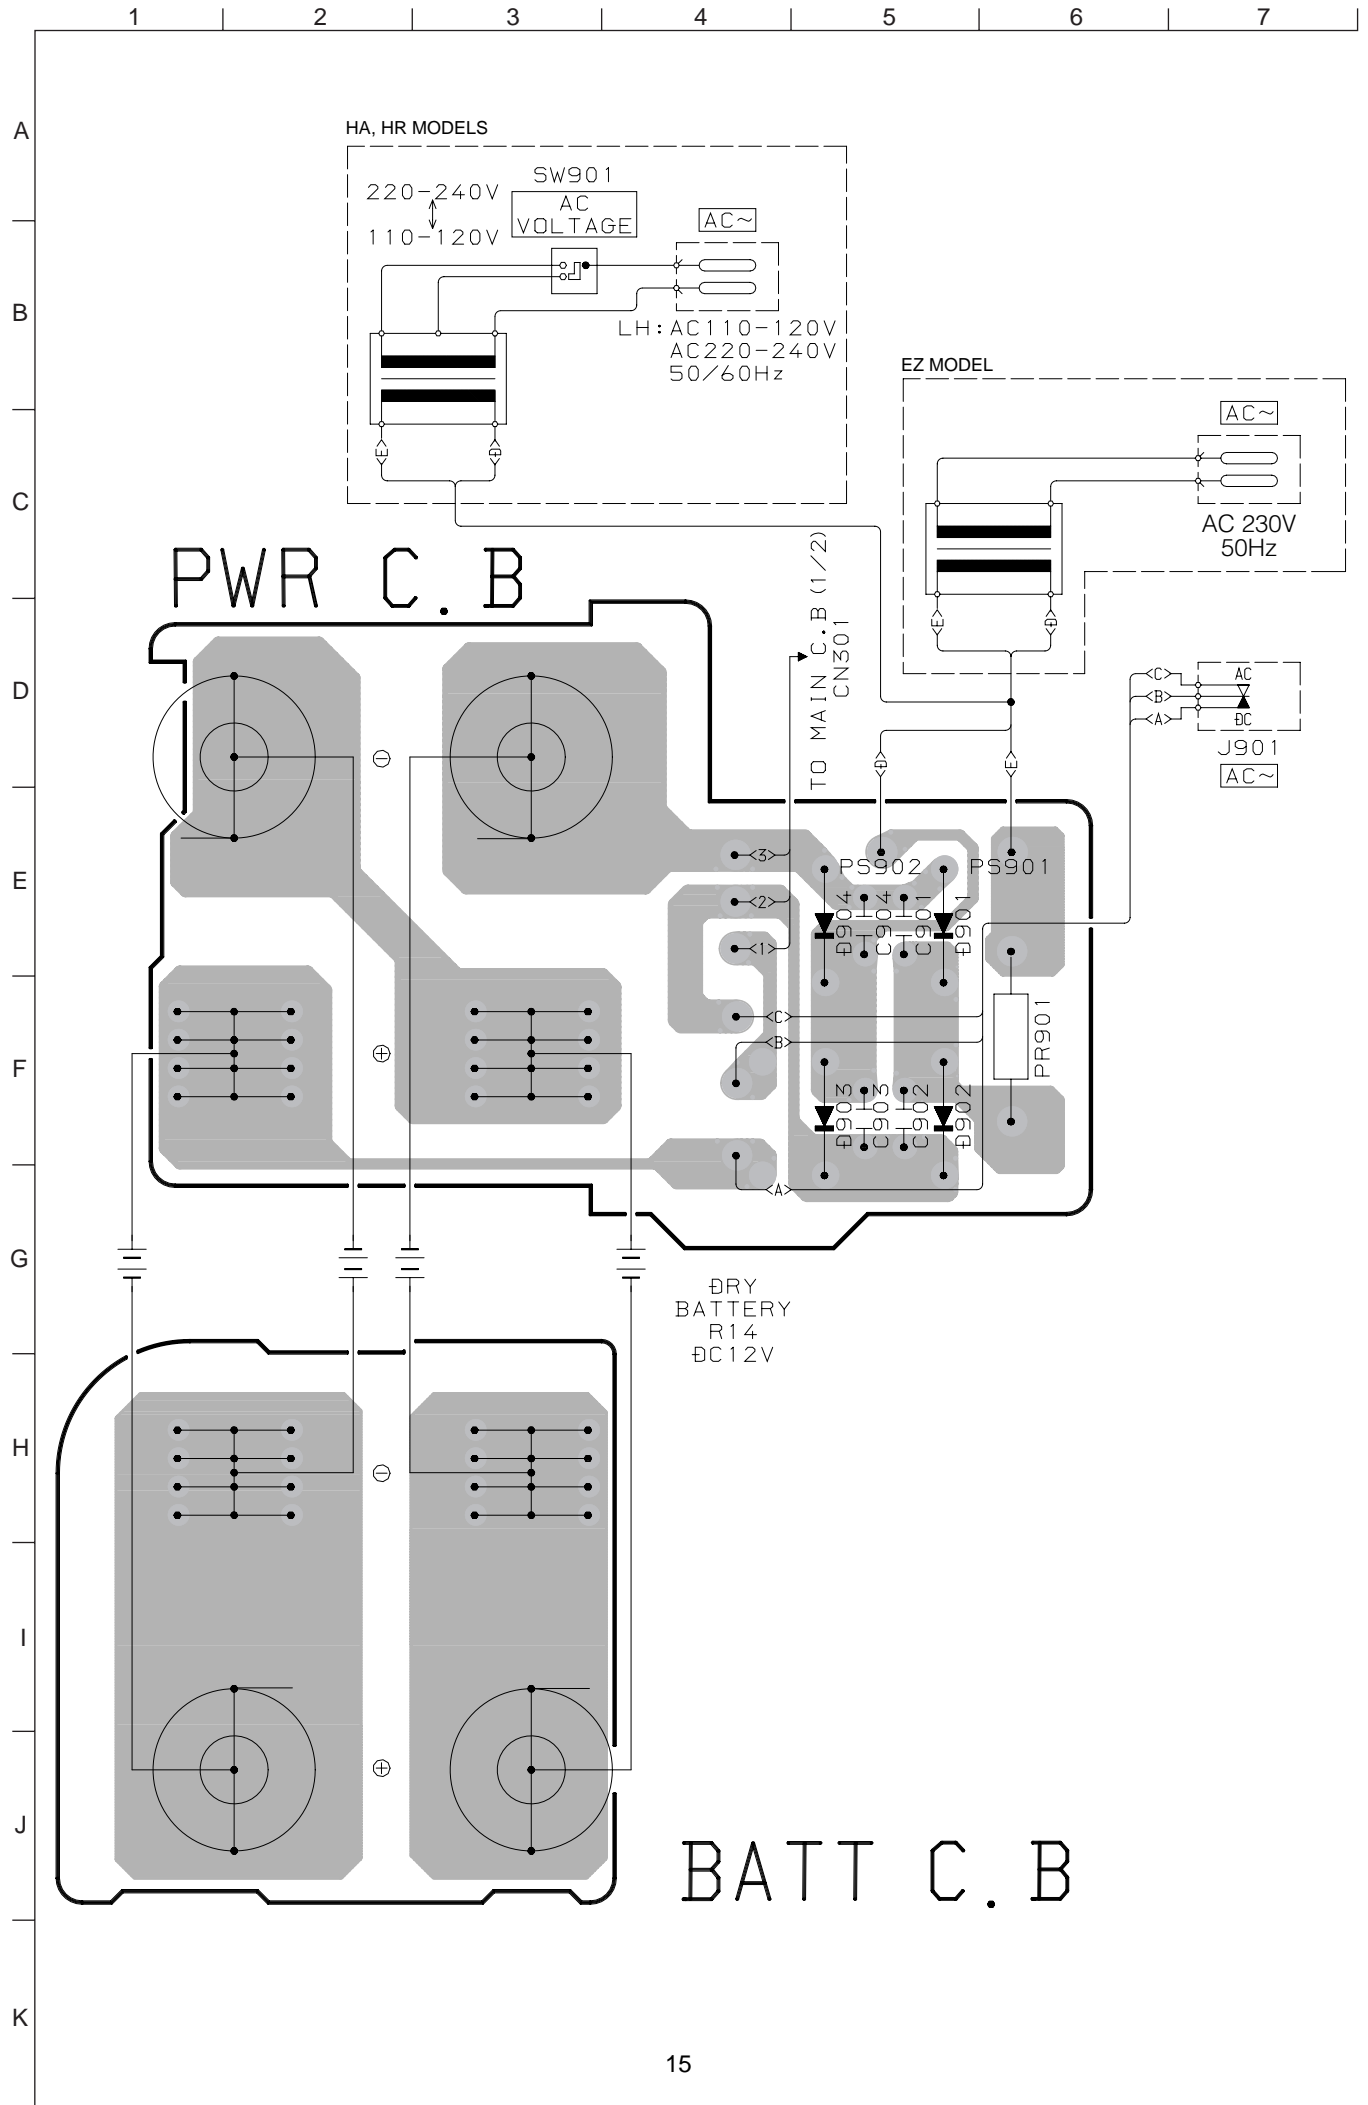 1 2 3 4 5 6 7
A
HA, HR MODELS
SW901
220-240V
AC
VOLTAGE
110-120V
AC~
B
LH: AC110-120V
AC220-240V
50/60Hz
EZ MODEL
AC~
E D
C
AC 230V
50Hz
PWR C.B
TO MAIN C.B (1/2)
CN301
E D
D
C
B
A
AC
DC
J901
AC~
⊖
D E
E
3
2
1
PS902 PS901
D904 C904 C901 D901
F
⊕
C
B
PR901
D903 C903 C902 D902
A
G
DRY
BATTERY
R14
DC12V
H
⊖
I
⊕
J
BATT C.B
K
15